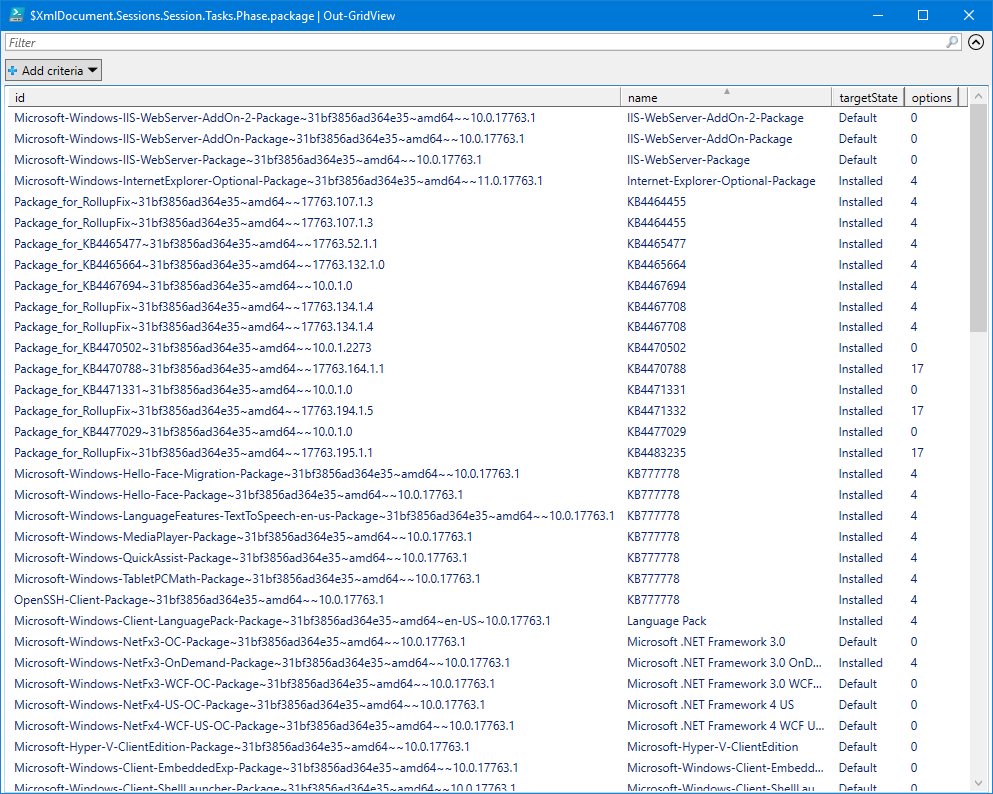 $XmlDocument.Sessions.Session.Tasks.Phase.package | Out-GridView
Filter
Add criteria
id name targetState options
Microsoft-Windows-IIS-WebServer-AddOn-2-Package~31bf3856ad364e35~amd64~~10.0.17763.1 IIS-WebServer-AddOn-2-Package Default 0
Microsoft-Windows-IIS-WebServer-AddOn-Package~31bf3856ad364e35~amd64~~10.0.17763.1 IIS-WebServer-AddOn-Package Default 0
Microsoft-Windows-IIS-WebServer-Package~31bf3856ad364e35~amd64~~10.0.17763.1 IIS-WebServer-Package Default 0
Microsoft-Windows-InternetExplorer-Optional-Package~31bf3856ad364e35~amd64~~11.0.17763.1 Internet-Explorer-Optional-Package Installed 4
Package_for_RollupFix~31bf3856ad364e35~amd64~~17763.107.1.3 KB4464455 Installed 4
Package_for_RollupFix~31bf3856ad364e35~amd64~~17763.107.1.3 KB4464455 Installed 4
Package_for_KB4465477~31bf3856ad364e35~amd64~~17763.52.1.1 KB4465477 Installed 4
Package_for_KB4465664~31bf3856ad364e35~amd64~~17763.132.1.0 KB4465664 Installed 4
Package_for_KB4467694~31bf3856ad364e35~amd64~~10.0.1.0 KB4467694 Installed 4
Package_for_RollupFix~31bf3856ad364e35~amd64~~17763.134.1.4 KB4467708 Installed 4
Package_for_RollupFix~31bf3856ad364e35~amd64~~17763.134.1.4 KB4467708 Installed 4
Package_for_KB4470502~31bf3856ad364e35~amd64~~10.0.1.2273 KB4470502 Installed 0
Package_for_KB4470788~31bf3856ad364e35~amd64~~17763.164.1.1 KB4470788 Installed 17
Package_for_KB4471331~31bf3856ad364e35~amd64~~10.0.1.0 KB4471331 Installed 0
Package_for_RollupFix~31bf3856ad364e35~amd64~~17763.194.1.5 KB4471332 Installed 17
Package_for_KB4477029~31bf3856ad364e35~amd64~~10.0.1.0 KB4477029 Installed 0
Package_for_RollupFix~31bf3856ad364e35~amd64~~17763.195.1.1 KB4483235 Installed 17
Microsoft-Windows-Hello-Face-Migration-Package~31bf3856ad364e35~amd64~~10.0.17763.1 KB777778 Installed 4
Microsoft-Windows-Hello-Face-Package~31bf3856ad364e35~amd64~~10.0.17763.1 KB777778 Installed 4
Microsoft-Windows-LanguageFeatures-TextToSpeech-en-us-Package~31bf3856ad364e35~amd64~~10.0.17763.1 KB777778 Installed 4
Microsoft-Windows-MediaPlayer-Package~31bf3856ad364e35~amd64~~10.0.17763.1 KB777778 Installed 4
Microsoft-Windows-QuickAssist-Package~31bf3856ad364e35~amd64~~10.0.17763.1 KB777778 Installed 4
Microsoft-Windows-TabletPCMath-Package~31bf3856ad364e35~amd64~~10.0.17763.1 KB777778 Installed 4
OpenSSH-Client-Package~31bf3856ad364e35~amd64~~10.0.17763.1 KB777778 Installed 4
Microsoft-Windows-Client-LanguagePack-Package~31bf3856ad364e35~amd64~en-US~10.0.17763.1 Language Pack Installed 4
Microsoft-Windows-NetFx3-OC-Package~31bf3856ad364e35~amd64~~10.0.17763.1 Microsoft .NET Framework 3.0 Default 0
Microsoft-Windows-NetFx3-OnDemand-Package~31bf3856ad364e35~amd64~~10.0.17763.1 Microsoft .NET Framework 3.0 OnD... Installed 4
Microsoft-Windows-NetFx3-WCF-OC-Package~31bf3856ad364e35~amd64~~10.0.17763.1 Microsoft .NET Framework 3.0 WCF... Default 0
Microsoft-Windows-NetFx4-US-OC-Package~31bf3856ad364e35~amd64~~10.0.17763.1 Microsoft .NET Framework 4 US Default 0
Microsoft-Windows-NetFx4-WCF-US-OC-Package~31bf3856ad364e35~amd64~~10.0.17763.1 Microsoft .NET Framework 4 WCF U... Default 0
Microsoft-Hyper-V-ClientEdition-Package~31bf3856ad364e35~amd64~~10.0.17763.1 Microsoft-Hyper-V-ClientEdition Default 0
Microsoft-Windows-Client-EmbeddedExp-Package~31bf3856ad364e35~amd64~~10.0.17763.1 Microsoft-Windows-Client-Embedd... Default 0
Microsoft-Windows-Client-ShellLauncher-Package~31bf3856ad364e35~amd64~~10.0.17763.1 Microsoft-Windows-Client-ShellLau... Default 0